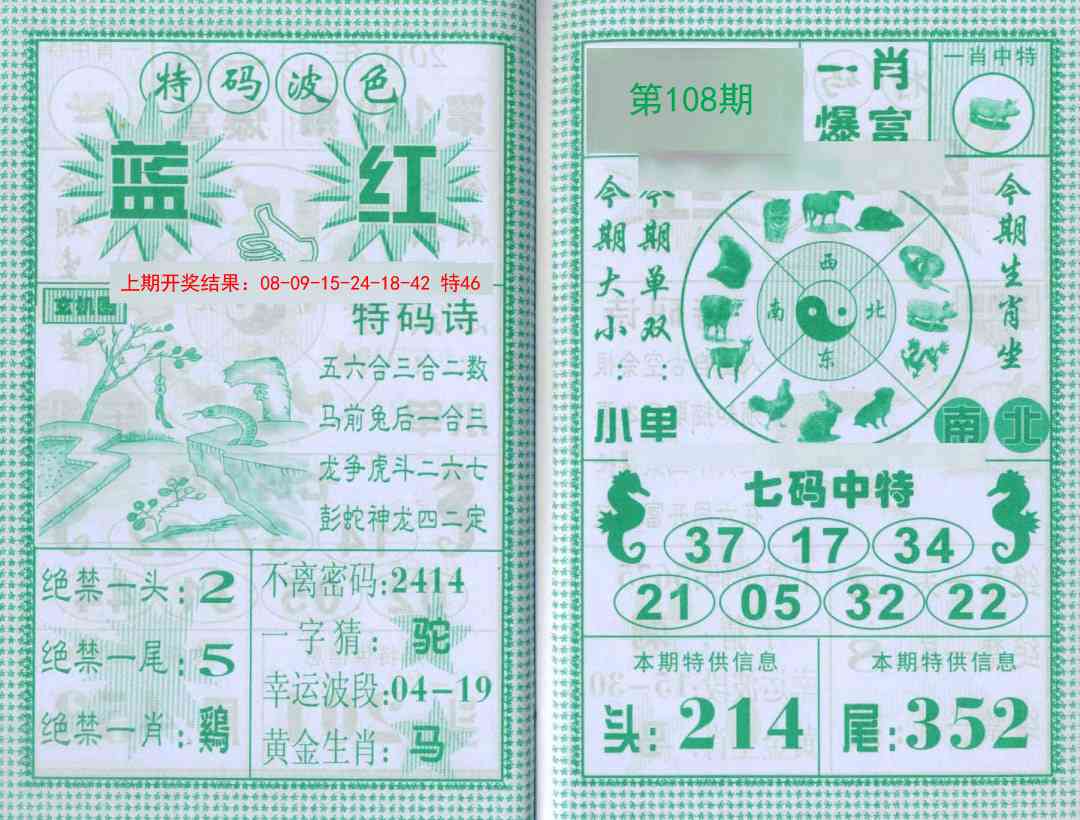 特码波色
蓝 红
上期开奖结果：08-09-15-24-18-42 特46
玄机图
特码诗
五六合三合二数
马前兔后一合三
龙争虎斗二六七
彭蛇神龙四二定
绝禁一头:2
绝禁一尾:5
绝禁一肖:鷄
不离密码:2414
一字猜：驼
幸运波段:04-19
黄金生肖：马
第108期
一肖
爆富
一肖中特
今期大小：
小
今期单双：
单
西
南 北
东
今期生肖坐
南 北
七码中特
37 17 34
21 05 32 22
本期特供信息
头:214
本期特供信息
尾:352